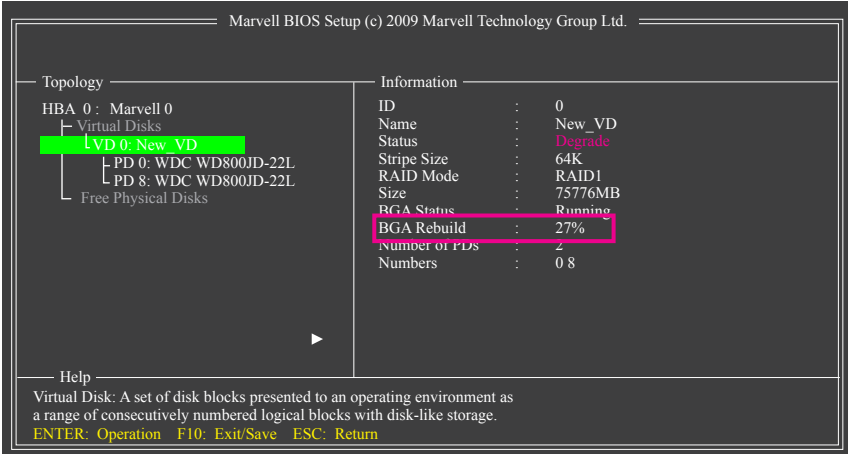 Marvell BIOS Setup (c) 2009 Marvell Technology Group Ltd.
Topology
HBA 0 : Marvell 0
Virtual Disks
VD 0: New_VD
PD 0: WDC WD800JD-22L
PD 8: WDC WD800JD-22L
Free Physical Disks
Information
ID : 0
Name : New_VD
Status : Degrade
Stripe Size : 64K
RAID Mode : RAID1
Size : 75776MB
BGA Status : Running
BGA Rebuild : 27%
Number of PDs : 2
Numbers : 0 8
Help
Virtual Disk: A set of disk blocks presented to an operating environment as
a range of consecutively numbered logical blocks with disk-like storage.
ENTER: Operation F10: Exit/Save ESC: Return